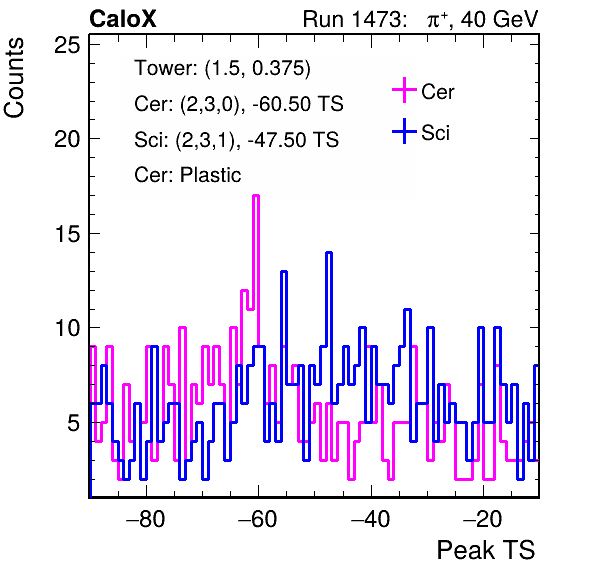 CaloX Run 1473: π⁺, 40 GeV
Counts
25
Tower: (1.5, 0.375)
Cer: (2,3,0), -60.50 TS
Sci: (2,3,1), -47.50 TS
Cer: Plastic
Cer
Sci
20
15
10
5
−80 −60 −40 −20
Peak TS